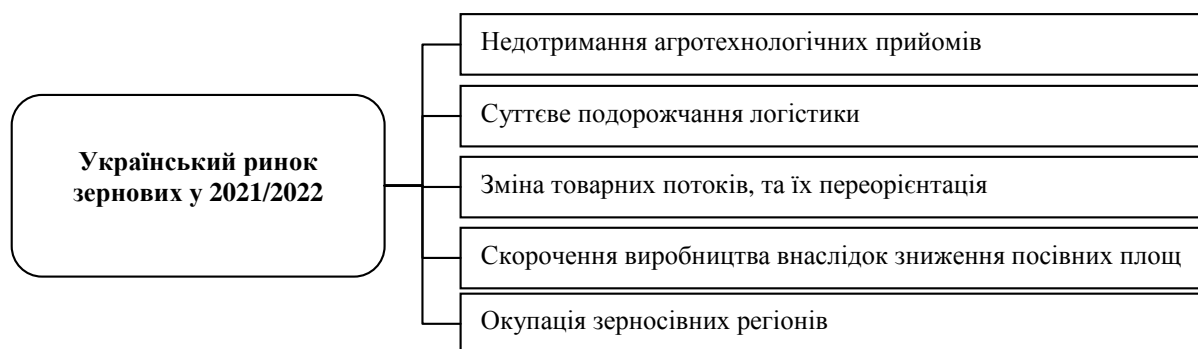 Недотримання агротехнологічних прийомів
Суттєве подорожчання логістики
Український ринок
зернових у 2021/2022
Зміна товарних потоків, та їх переорієнтація
Скорочення виробництва внаслідок зниження посівних площ
Окупація зерносівних регіонів